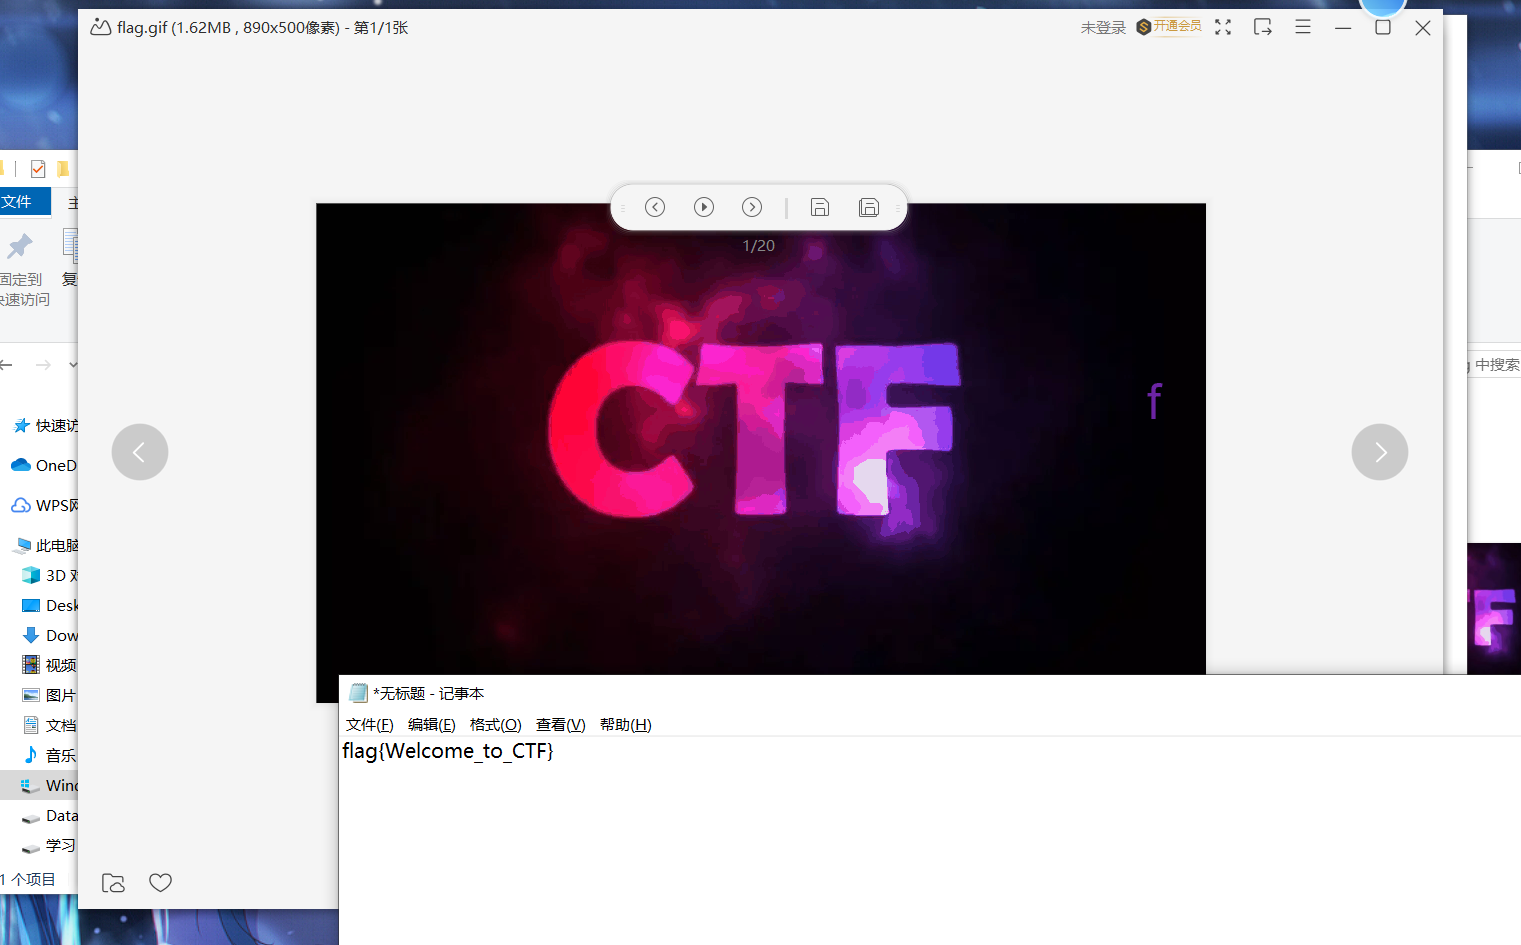 flag.gif (1.62MB , 890x500像素) - 第1/1张
未登录 开通会员
文件 主
固定到
快速访问
复
1/20
CTF
f
中搜索
快速访
OneD
WPS网
此电脑
3D 对
Desk
Dow
视频
图片
文档
音乐
Wind
Data
学习
1 个项目
*无标题 - 记事本
文件(F) 编辑(E) 格式(O) 查看(V) 帮助(H)
flag{Welcome_to_CTF}